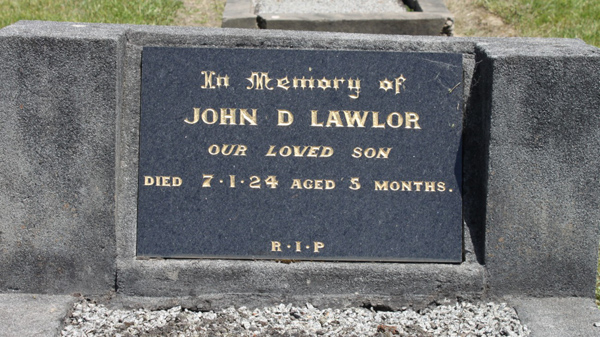 In Memory of
JOHN D LAWLOR
OUR LOVED SON
DIED 7·1·24 AGED 5 MONTHS.
R·I·P